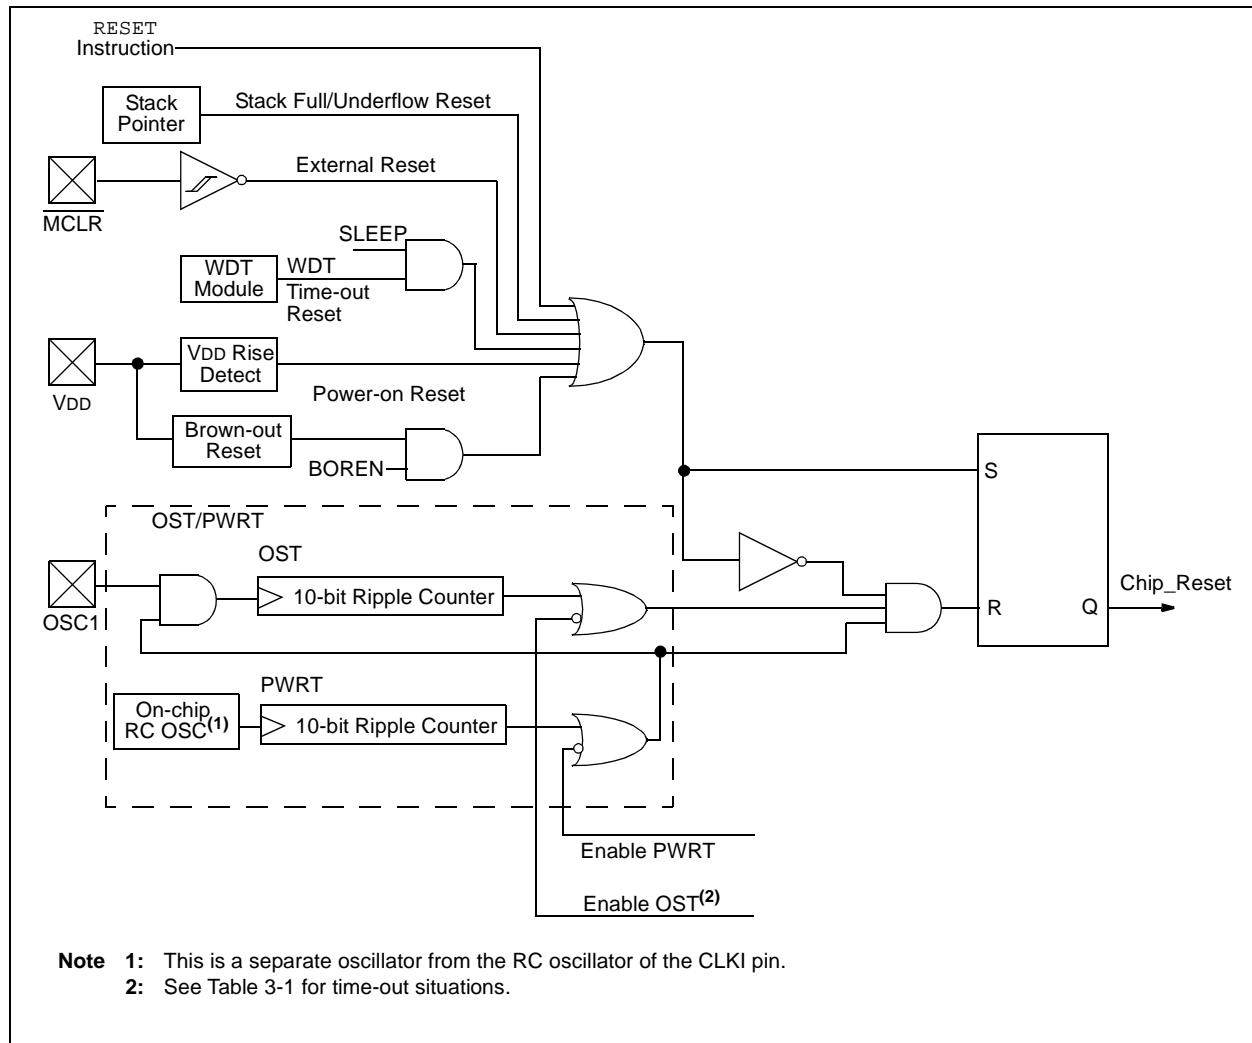 RESET
Instruction
Stack
Pointer
Stack Full/Underflow Reset
External Reset
MCLR
SLEEP
WDT
Module
WDT
Time-out
Reset
VDD Rise
Detect
VDD
Power-on Reset
Brown-out
Reset
BOREN
S
OST/PWRT
OST
10-bit Ripple Counter
OSC1
Chip_Reset
R
Q
PWRT
On-chip
RC OSC(1)
10-bit Ripple Counter
Enable PWRT
Enable OST(2)
Note 1: This is a separate oscillator from the RC oscillator of the CLKI pin.
2: See Table 3-1 for time-out situations.